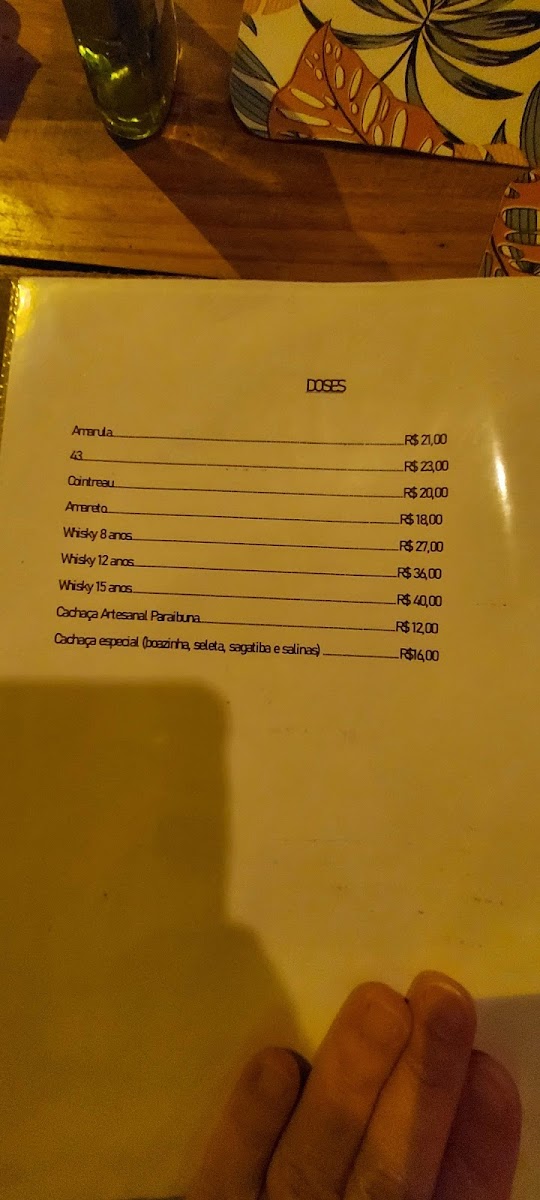 DOSES
Amarula R$ 21,00
43 R$ 23,00
Cointreau R$ 20,00
Amareto R$ 18,00
Whisky 8 anos R$ 27,00
Whisky 12 anos R$ 36,00
Whisky 15 anos R$ 40,00
Cachaça Artesanal Paraibuna R$ 12,00
Cachaça especial (boazinha, seleta, sagatiba e salinas) R$16,00